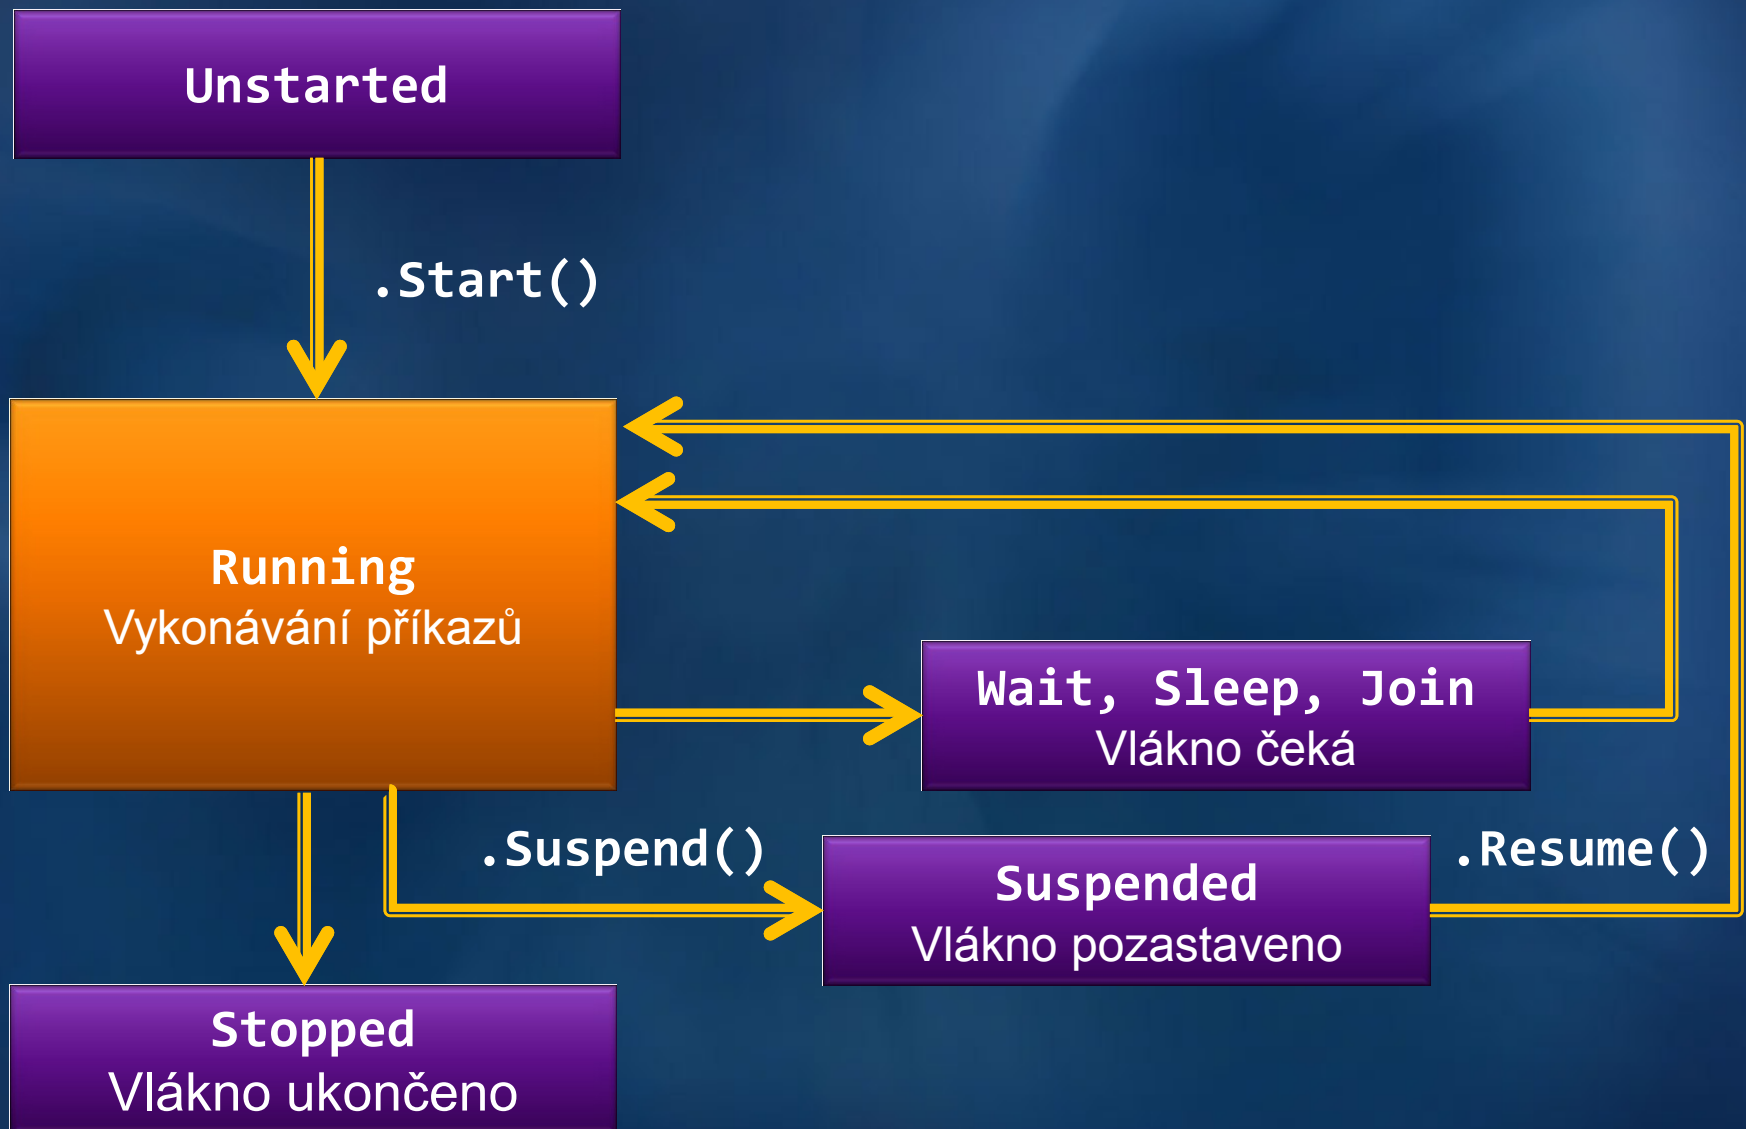 Unstarted
.Start()
Running
Vykonávání příkazů
Wait, Sleep, Join
Vlákno čeká
.Suspend()
.Resume()
Suspended
Vlákno pozastaveno
Stopped
Vlákno ukončeno